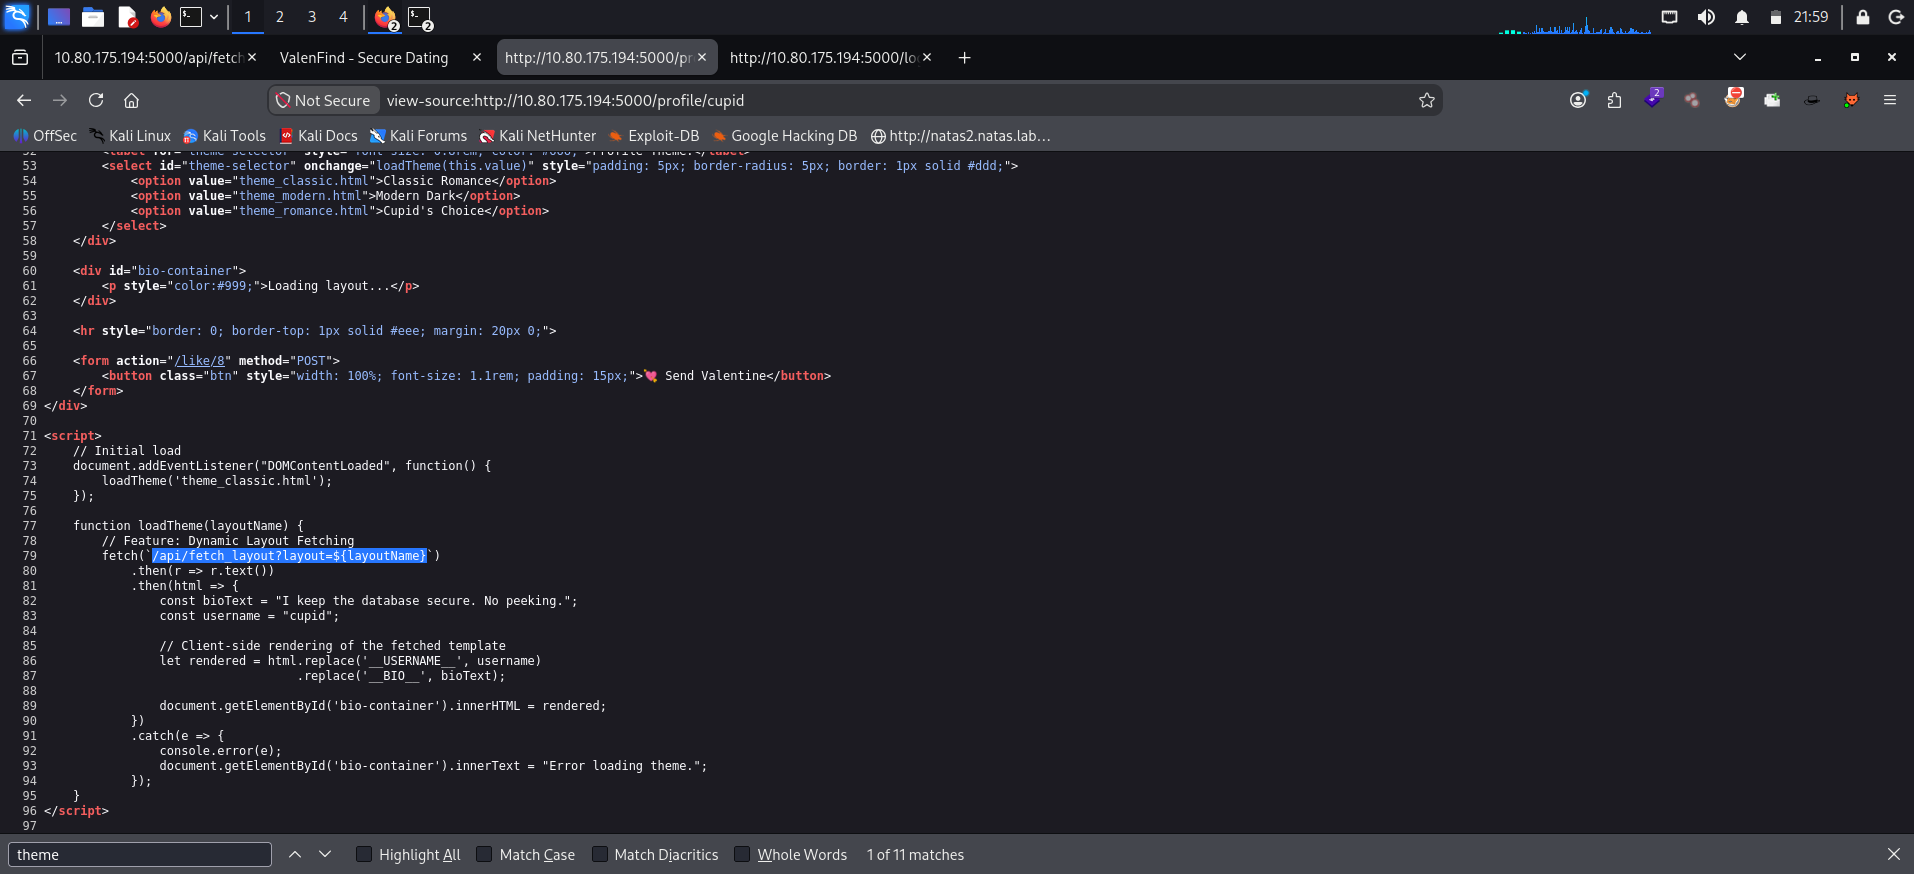 1 2 3 4 2 2 21:59
10.80.175.194:5000/api/fetch ValenFind - Secure Dating http://10.80.175.194:5000/pr http://10.80.175.194:5000/lo
Not Secure view-source:http://10.80.175.194:5000/profile/cupid 2
OffSec Kali Linux Kali Tools Kali Docs Kali Forums Kali NetHunter Exploit-DB Google Hacking DB http://natas2.natas.lab...
53 <select id="theme-selector" onchange="loadTheme(this.value)" style="padding: 5px; border-radius: 5px; border: 1px solid #ddd;">
54 <option value="theme_classic.html">Classic Romance</option>
55 <option value="theme_modern.html">Modern Dark</option>
56 <option value="theme_romance.html">Cupid's Choice</option>
57 </select>
58 </div>
59
60 <div id="bio-container">
61 <p style="color:#999;">Loading layout...</p>
62 </div>
63
64 <hr style="border: 0; border-top: 1px solid #eee; margin: 20px 0;">
65
66 <form action="/like/8" method="POST">
67 <button class="btn" style="width: 100%; font-size: 1.1rem; padding: 15px;">💘 Send Valentine</button>
68 </form>
69 </div>
70
71 <script>
72 // Initial load
73 document.addEventListener("DOMContentLoaded", function() {
74 loadTheme('theme_classic.html');
75 });
76
77 function loadTheme(layoutName) {
78 // Feature: Dynamic Layout Fetching
79 fetch(`/api/fetch_layout?layout=${layoutName}`)
80 .then(r => r.text())
81 .then(html => {
82 const bioText = "I keep the database secure. No peeking.";
83 const username = "cupid";
84
85 // Client-side rendering of the fetched template
86 let rendered = html.replace('__USERNAME__', username)
87 .replace('__BIO__', bioText);
88
89 document.getElementById('bio-container').innerHTML = rendered;
90 })
91 .catch(e => {
92 console.error(e);
93 document.getElementById('bio-container').innerText = "Error loading theme.";
94 });
95 }
96 </script>
97
theme Highlight All Match Case Match Diacritics Whole Words 1 of 11 matches